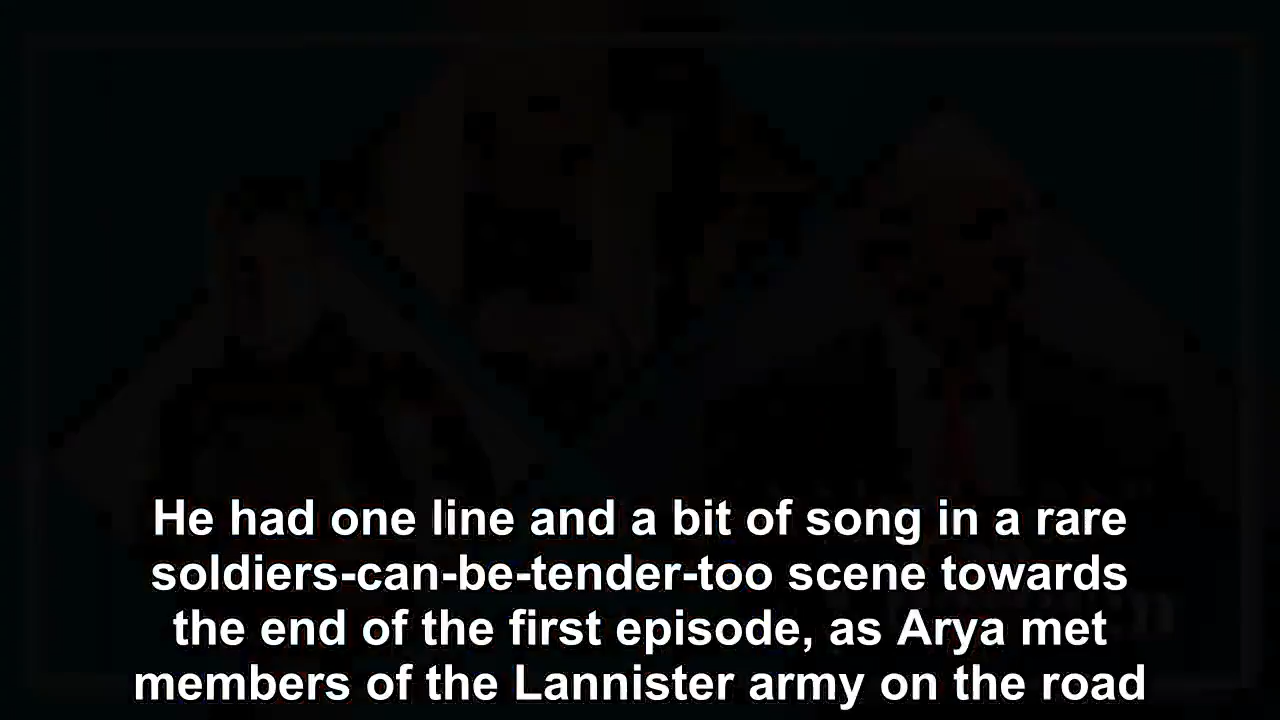 He had one line and a bit of song in a rare
soldiers-can-be-tender-too scene towards
the end of the first episode, as Arya met
members of the Lannister army on the road